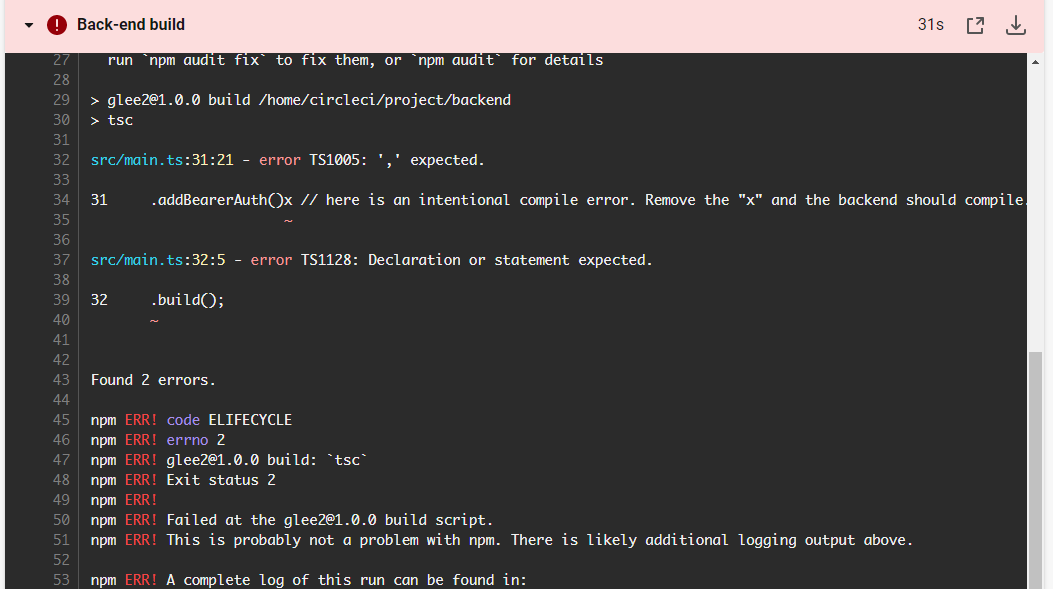 Back-end build 31s
27 run `npm audit fix` to fix them, or `npm audit` for details
28
29 > glee2@1.0.0 build /home/circleci/project/backend
30 > tsc
31
32 src/main.ts:31:21 - error TS1005: ',' expected.
33
34 31     .addBearerAuth()x // here is an intentional compile error. Remove the "x" and the backend should compile.
35 ~
36
37 src/main.ts:32:5 - error TS1128: Declaration or statement expected.
38
39 32     .build();
40 ~
41
42
43 Found 2 errors.
44
45 npm ERR! code ELIFECYCLE
46 npm ERR! errno 2
47 npm ERR! glee2@1.0.0 build: `tsc`
48 npm ERR! Exit status 2
49 npm ERR!
50 npm ERR! Failed at the glee2@1.0.0 build script.
51 npm ERR! This is probably not a problem with npm. There is likely additional logging output above.
52
53 npm ERR! A complete log of this run can be found in: